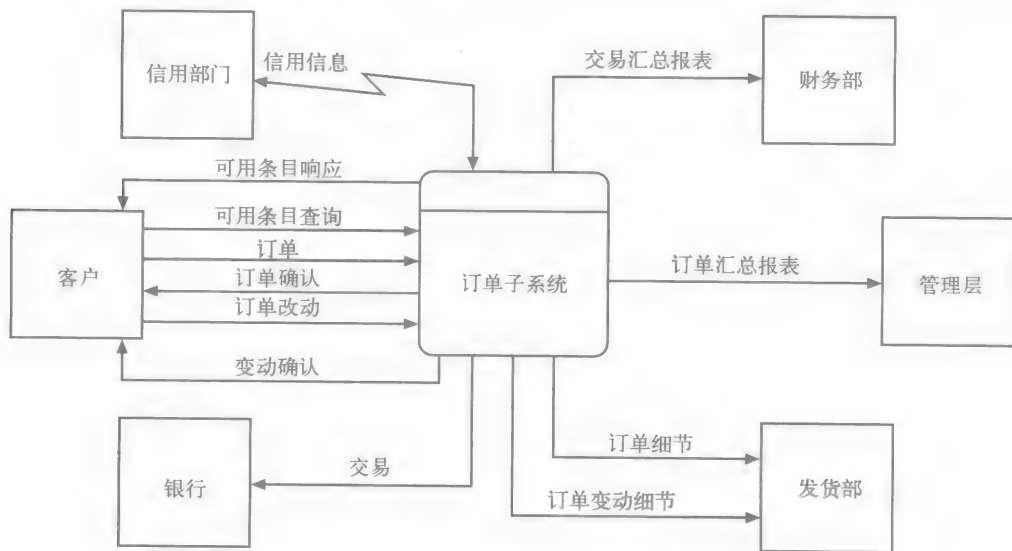 信用部门
信用信息
交易汇总报表
财务部
可用条目响应
可用条目查询
订单
订单确认
订单改动
变动确认
客户
订单子系统
订单汇总报表
管理层
银行
交易
订单细节
订单变动细节
发货部